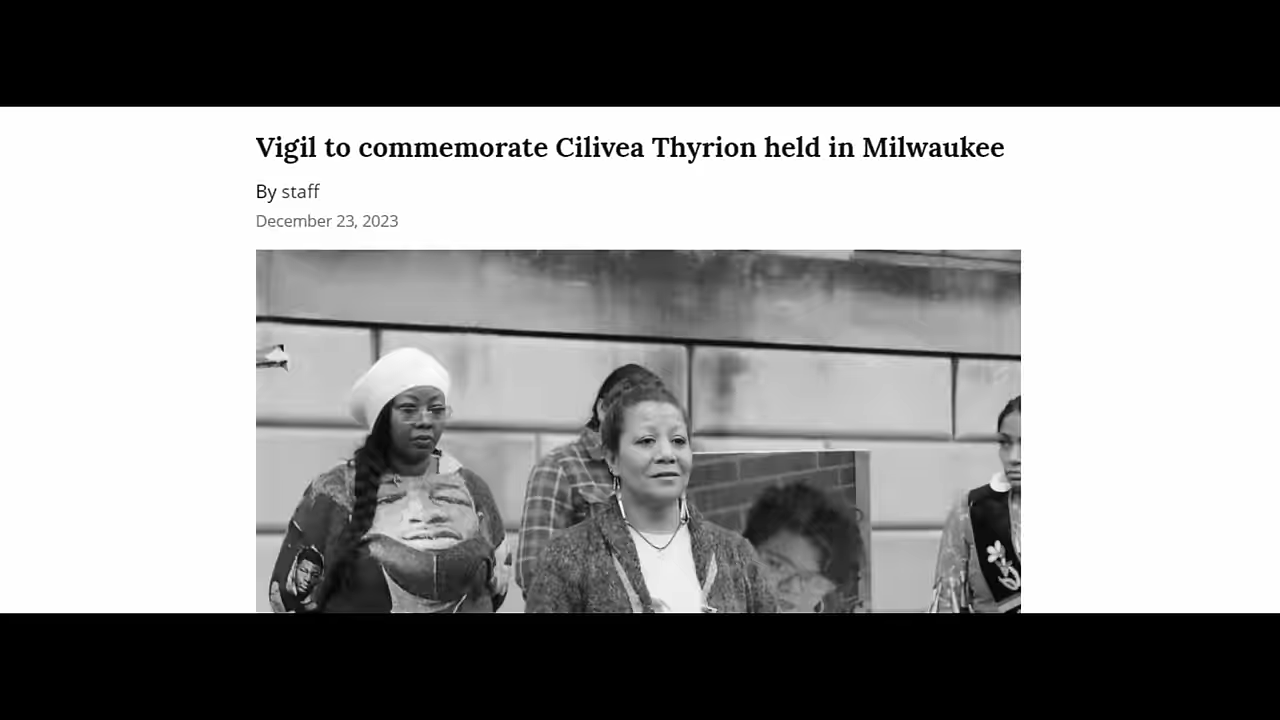 Vigil to commemorate Cilivea Thyrion held in Milwaukee
By staff
December 23, 2023